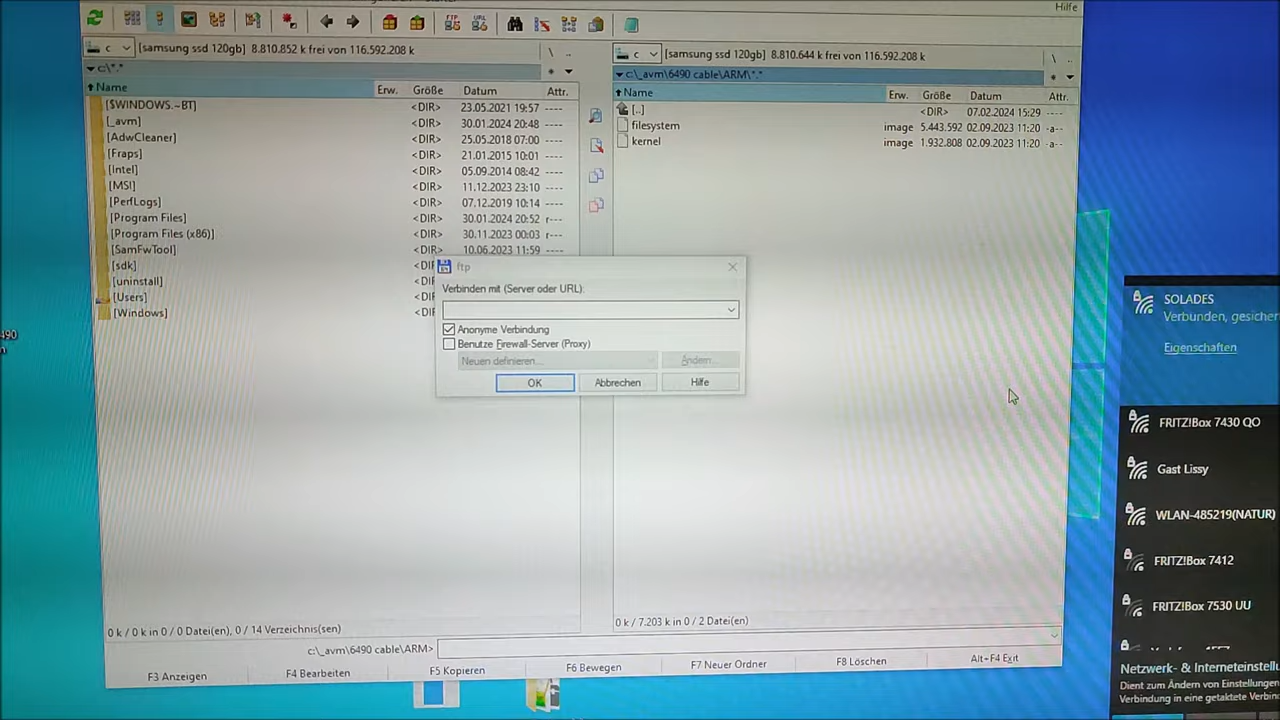 Hilfe
FTP
URL
c
[samsung ssd 120gb] 8.810.852 k frei von 116.592.208 k
\ ..
c:\*.*
* 
Name Erw. Größe Datum Attr.
[$WINDOWS.~BT] <DIR> 23.05.2021 19:57 ----
[_avm] <DIR> 30.01.2024 20:48 ----
[AdwCleaner] <DIR> 25.05.2018 07:00 ----
[Fraps] <DIR> 21.01.2015 10:01 ----
[Intel] <DIR> 05.09.2014 08:42 ----
[MSI] <DIR> 11.12.2023 23:10 ----
[PerfLogs] <DIR> 07.12.2019 10:14 ----
[Program Files] <DIR> 30.01.2024 20:52 r---
[Program Files (x86)] <DIR> 30.11.2023 00:03 r---
[SamFwTool] <DIR> 10.06.2023 11:59 ----
[sdk] <DIR
[uninstall] <DIR
[Users] <DIR
[Windows] <DIR
0 k / 0 k in 0 / 0 Datei(en), 0 / 14 Verzeichnis(sen)
c
[samsung ssd 120gb] 8.810.644 k frei von 116.592.208 k
\ ..
c:\_avm\6490 cable\ARM\*.*
*
Name Erw. Größe Datum Attr.
[..] <DIR> 07.02.2024 15:29 ----
filesystem image 5.443.592 02.09.2023 11:20 -a--
kernel image 1.932.808 02.09.2023 11:20 -a--
0 k / 7.203 k in 0 / 2 Datei(en)
ftp
Verbinden mit (Server oder URL):
Anonyme Verbindung
Benutze Firewall-Server (Proxy)
Neuen definieren... Ändern...
OK Abbrechen Hilfe
c:\_avm\6490 cable\ARM>
F3 Anzeigen F4 Bearbeiten F5 Kopieren F6 Bewegen F7 Neuer Ordner F8 Löschen Alt-F4 Exit
490
SOLADES
Verbunden, gesicher
Eigenschaften
FRITZ!Box 7430 QO
Gast Lissy
WLAN-485219(NATUR)
FRITZ!Box 7412
FRITZ!Box 7530 UU
Netzwerk- & Interneteinstellu
Dient zum Ändern von Einstellungen
Verbindung in eine getaktete Verbin